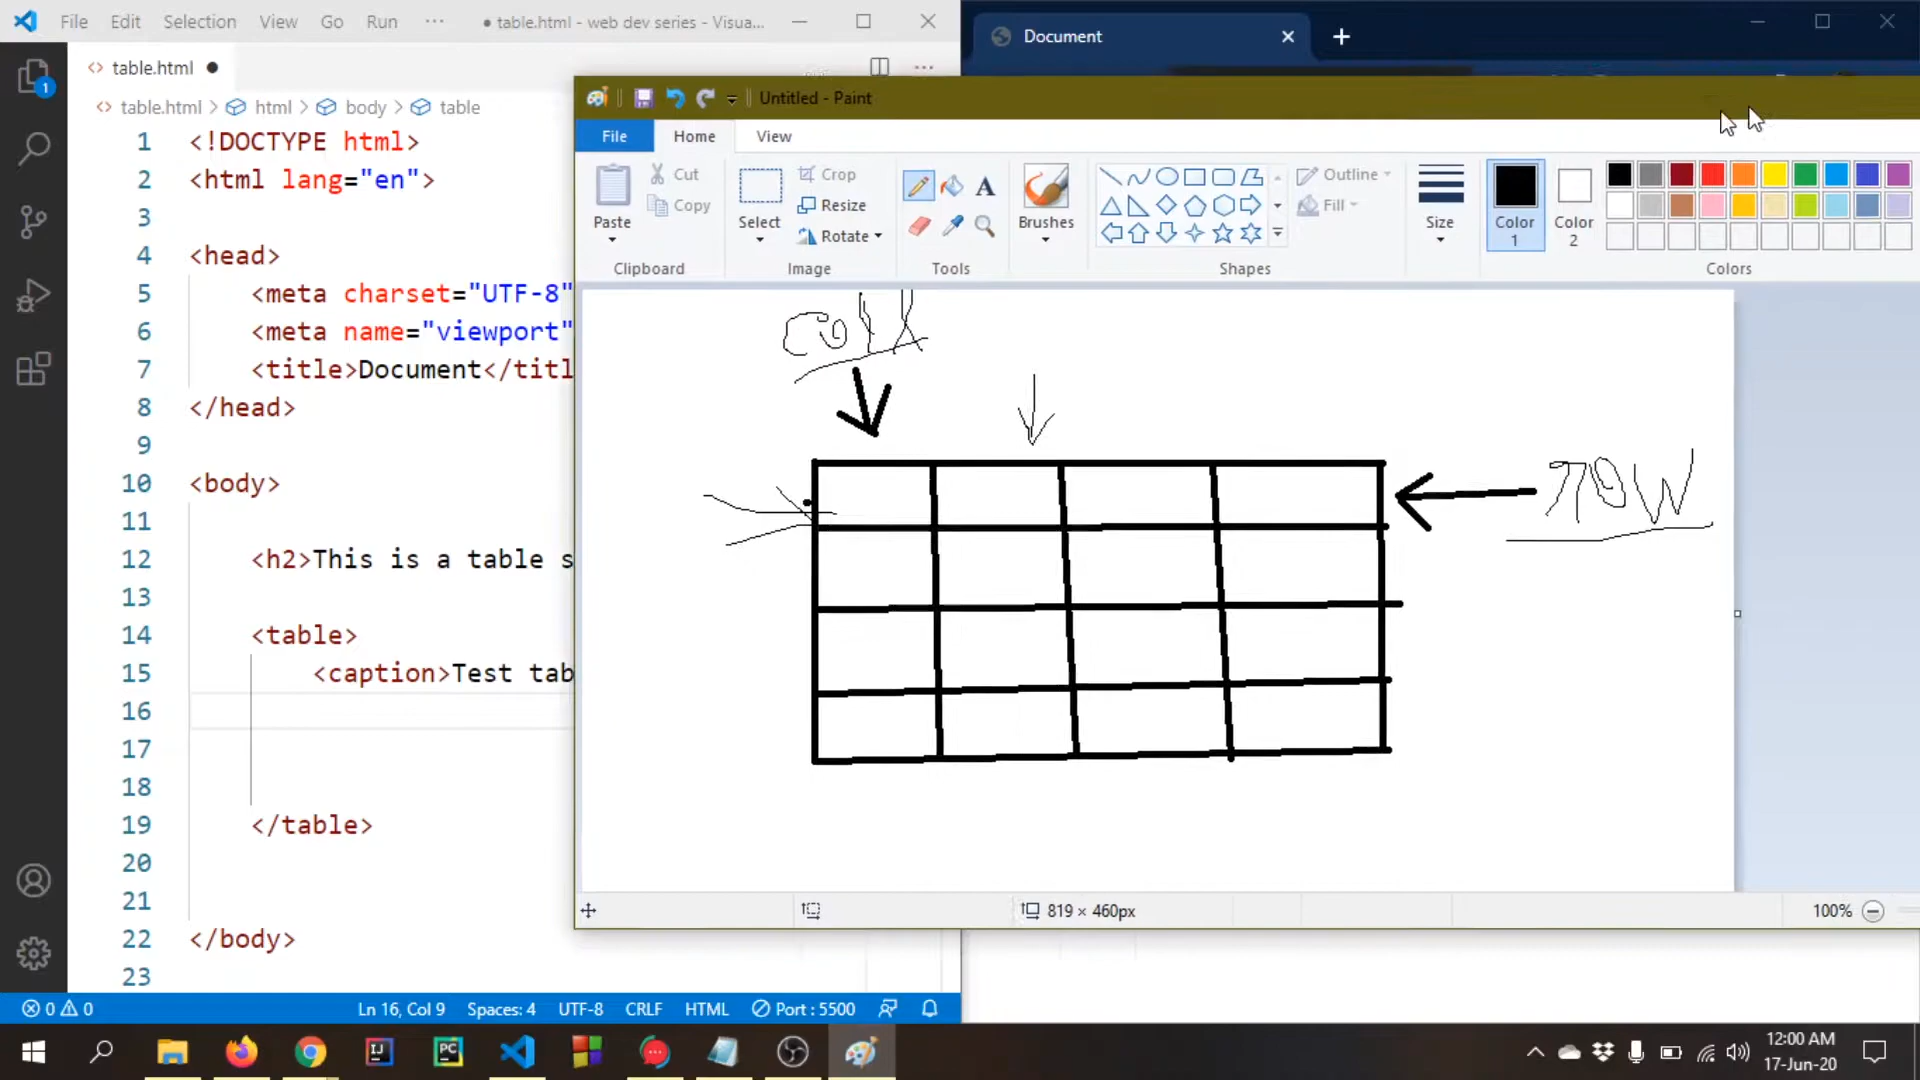 File Edit Selection View Go Run ··· ● table.html - web dev series - Visua...
Document
table.html ●
table.html > html > body > table
Untitled - Paint
File Home View
Paste
Cut
Copy
Clipboard
Select
Crop
Resize
Rotate
Image
Tools
Brushes
Shapes
Outline
Fill
Size
Color 1
Color 2
Colors
1 <!DOCTYPE html>
2 <html lang="en">
3
4 <head>
5 <meta charset="UTF-8"
6 <meta name="viewport"
7 <title>Document</titl
8 </head>
9
10 <body>
11
12 <h2>This is a table s
13
14 <table>
15 <caption>Test tab
16
17
18
19 </table>
20
21
22 </body>
23
row
819 × 460px
100%
0 0 Ln 16, Col 9 Spaces: 4 UTF-8 CRLF HTML Port : 5500
12:00 AM
17-Jun-20